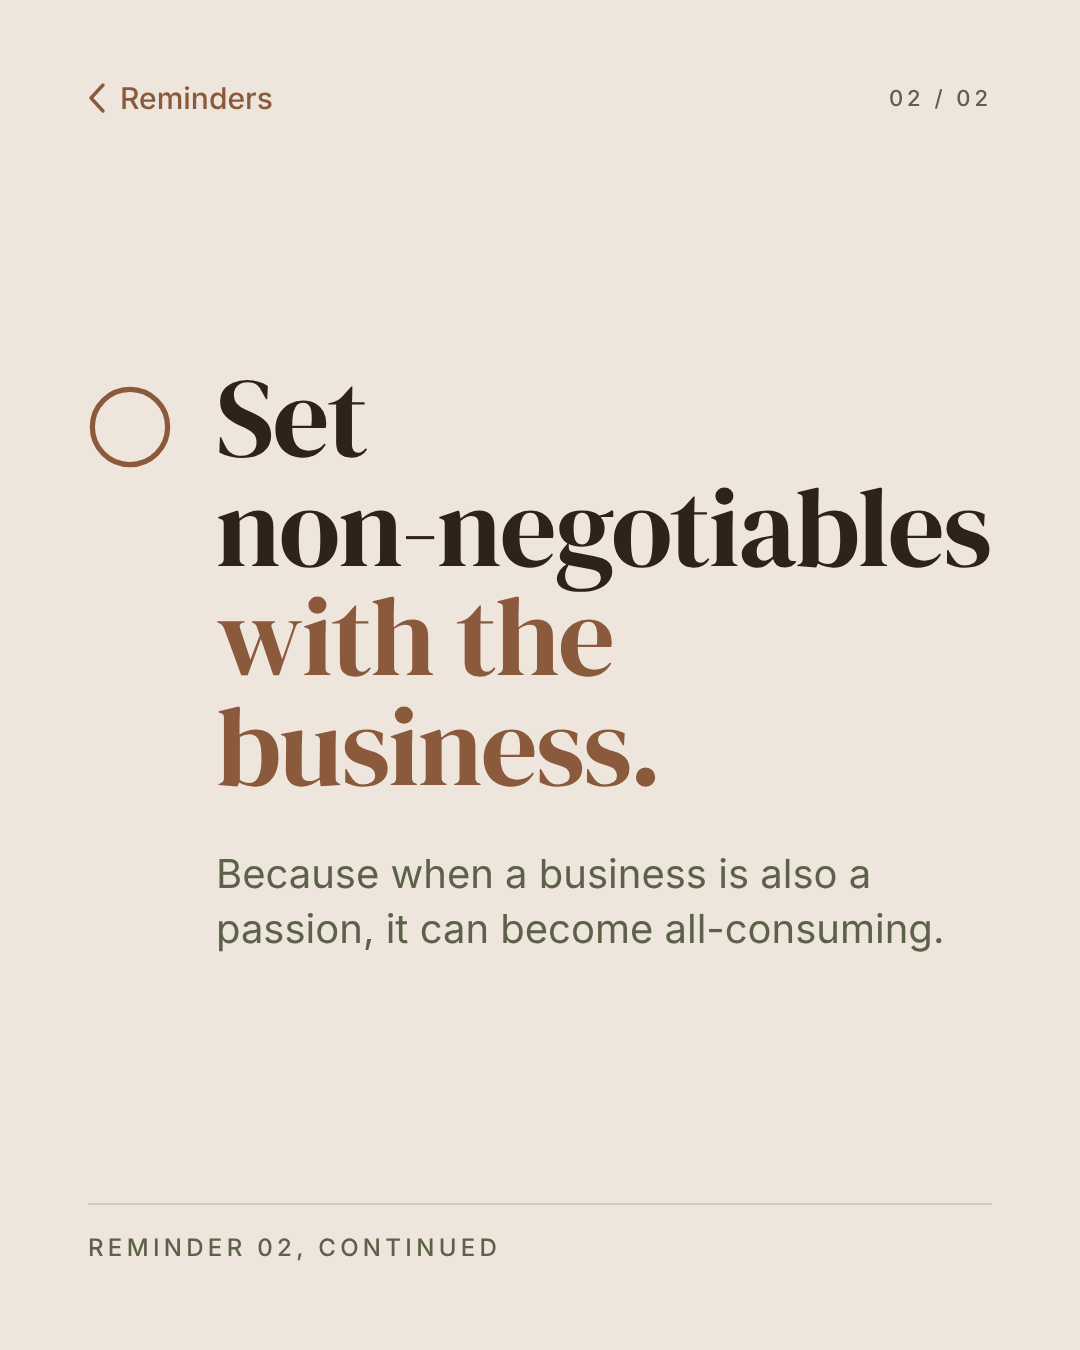 Reminders
02 / 02
Set
non-negotiables
with the
business.
Because when a business is also a
passion, it can become all-consuming.
REMINDER 02, CONTINUED